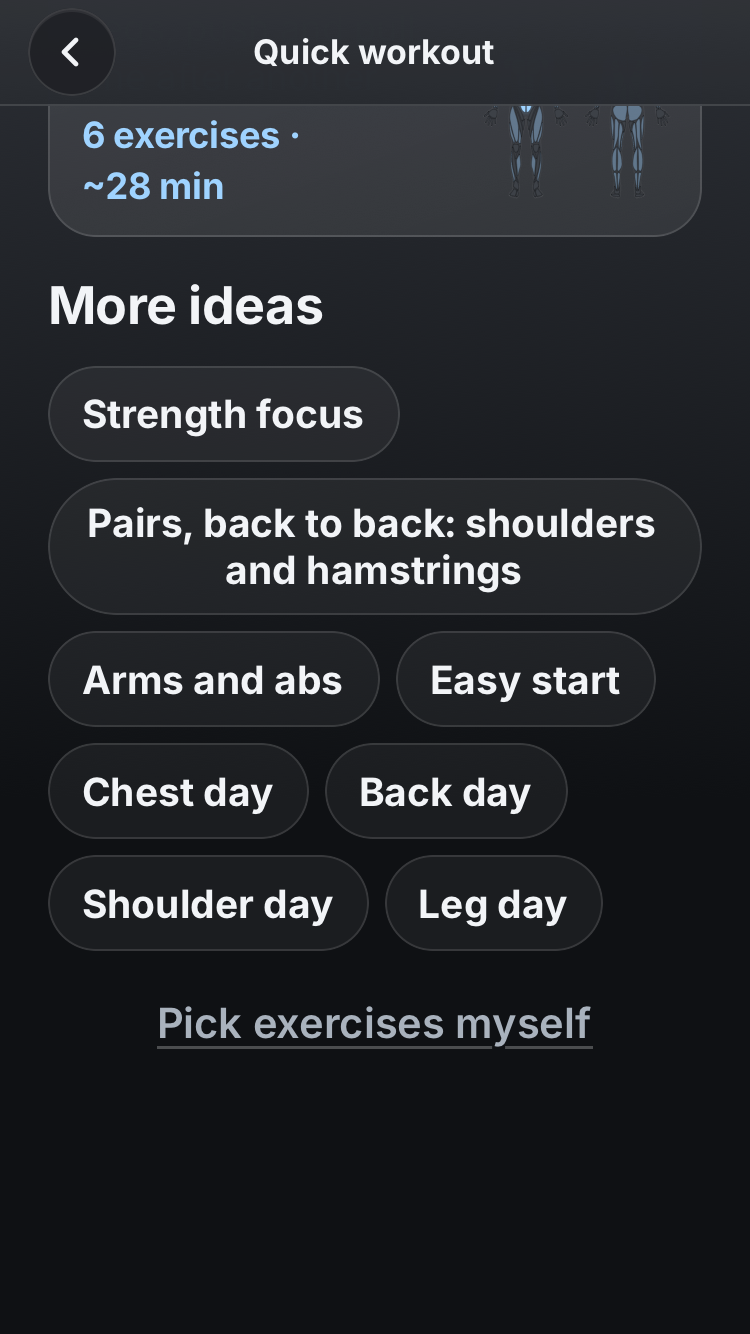 Quick workout
6 exercises ·
~28 min
More ideas
Strength focus
Pairs, back to back: shoulders
and hamstrings
Arms and abs
Easy start
Chest day
Back day
Shoulder day
Leg day
Pick exercises myself